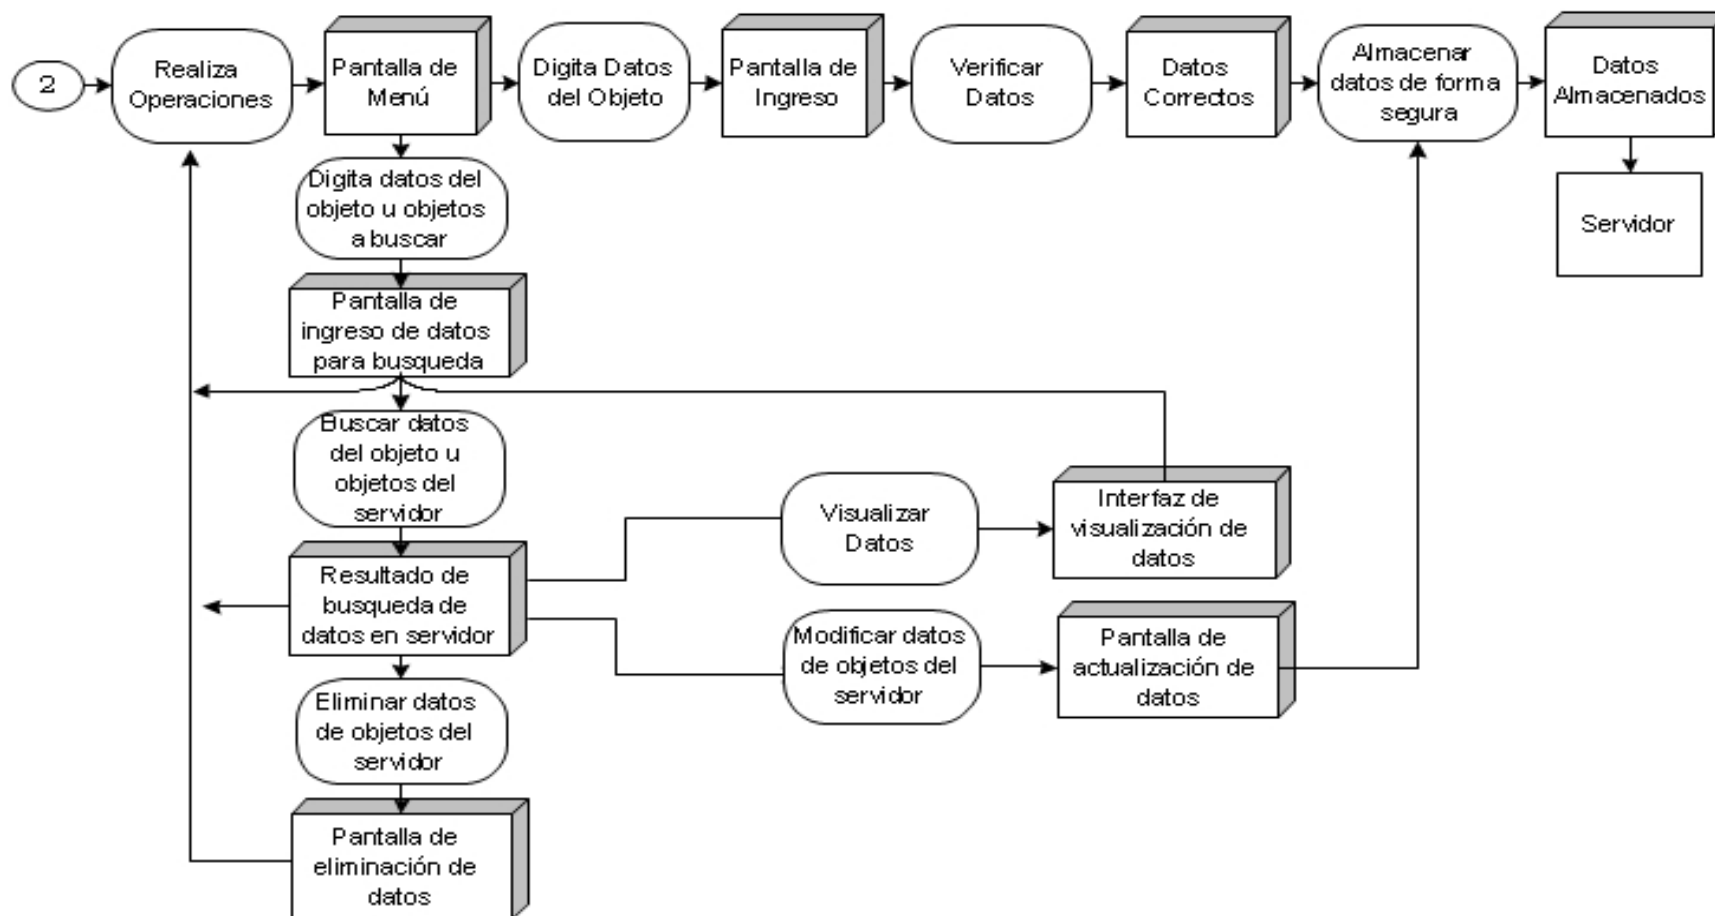 2
Realiza
Operaciones
Pantalla de
Menú
Digita Datos
del Objeto
Pantalla de
Ingreso
Verificar
Datos
Datos
Correctos
Almacenar
datos de forma
segura
Datos
Almacenados
Servidor
Digita datos del
objeto u objetos
a buscar
Pantalla de
ingreso de datos
para busqueda
Buscar datos
del objeto u
objetos del
servidor
Resultado de
busqueda de
datos en servidor
Visualizar
Datos
Interfaz de
visualización de
datos
Modificar datos
de objetos del
servidor
Pantalla de
actualización de
datos
Eliminar datos
de objetos del
servidor
Pantalla de
eliminación de
datos